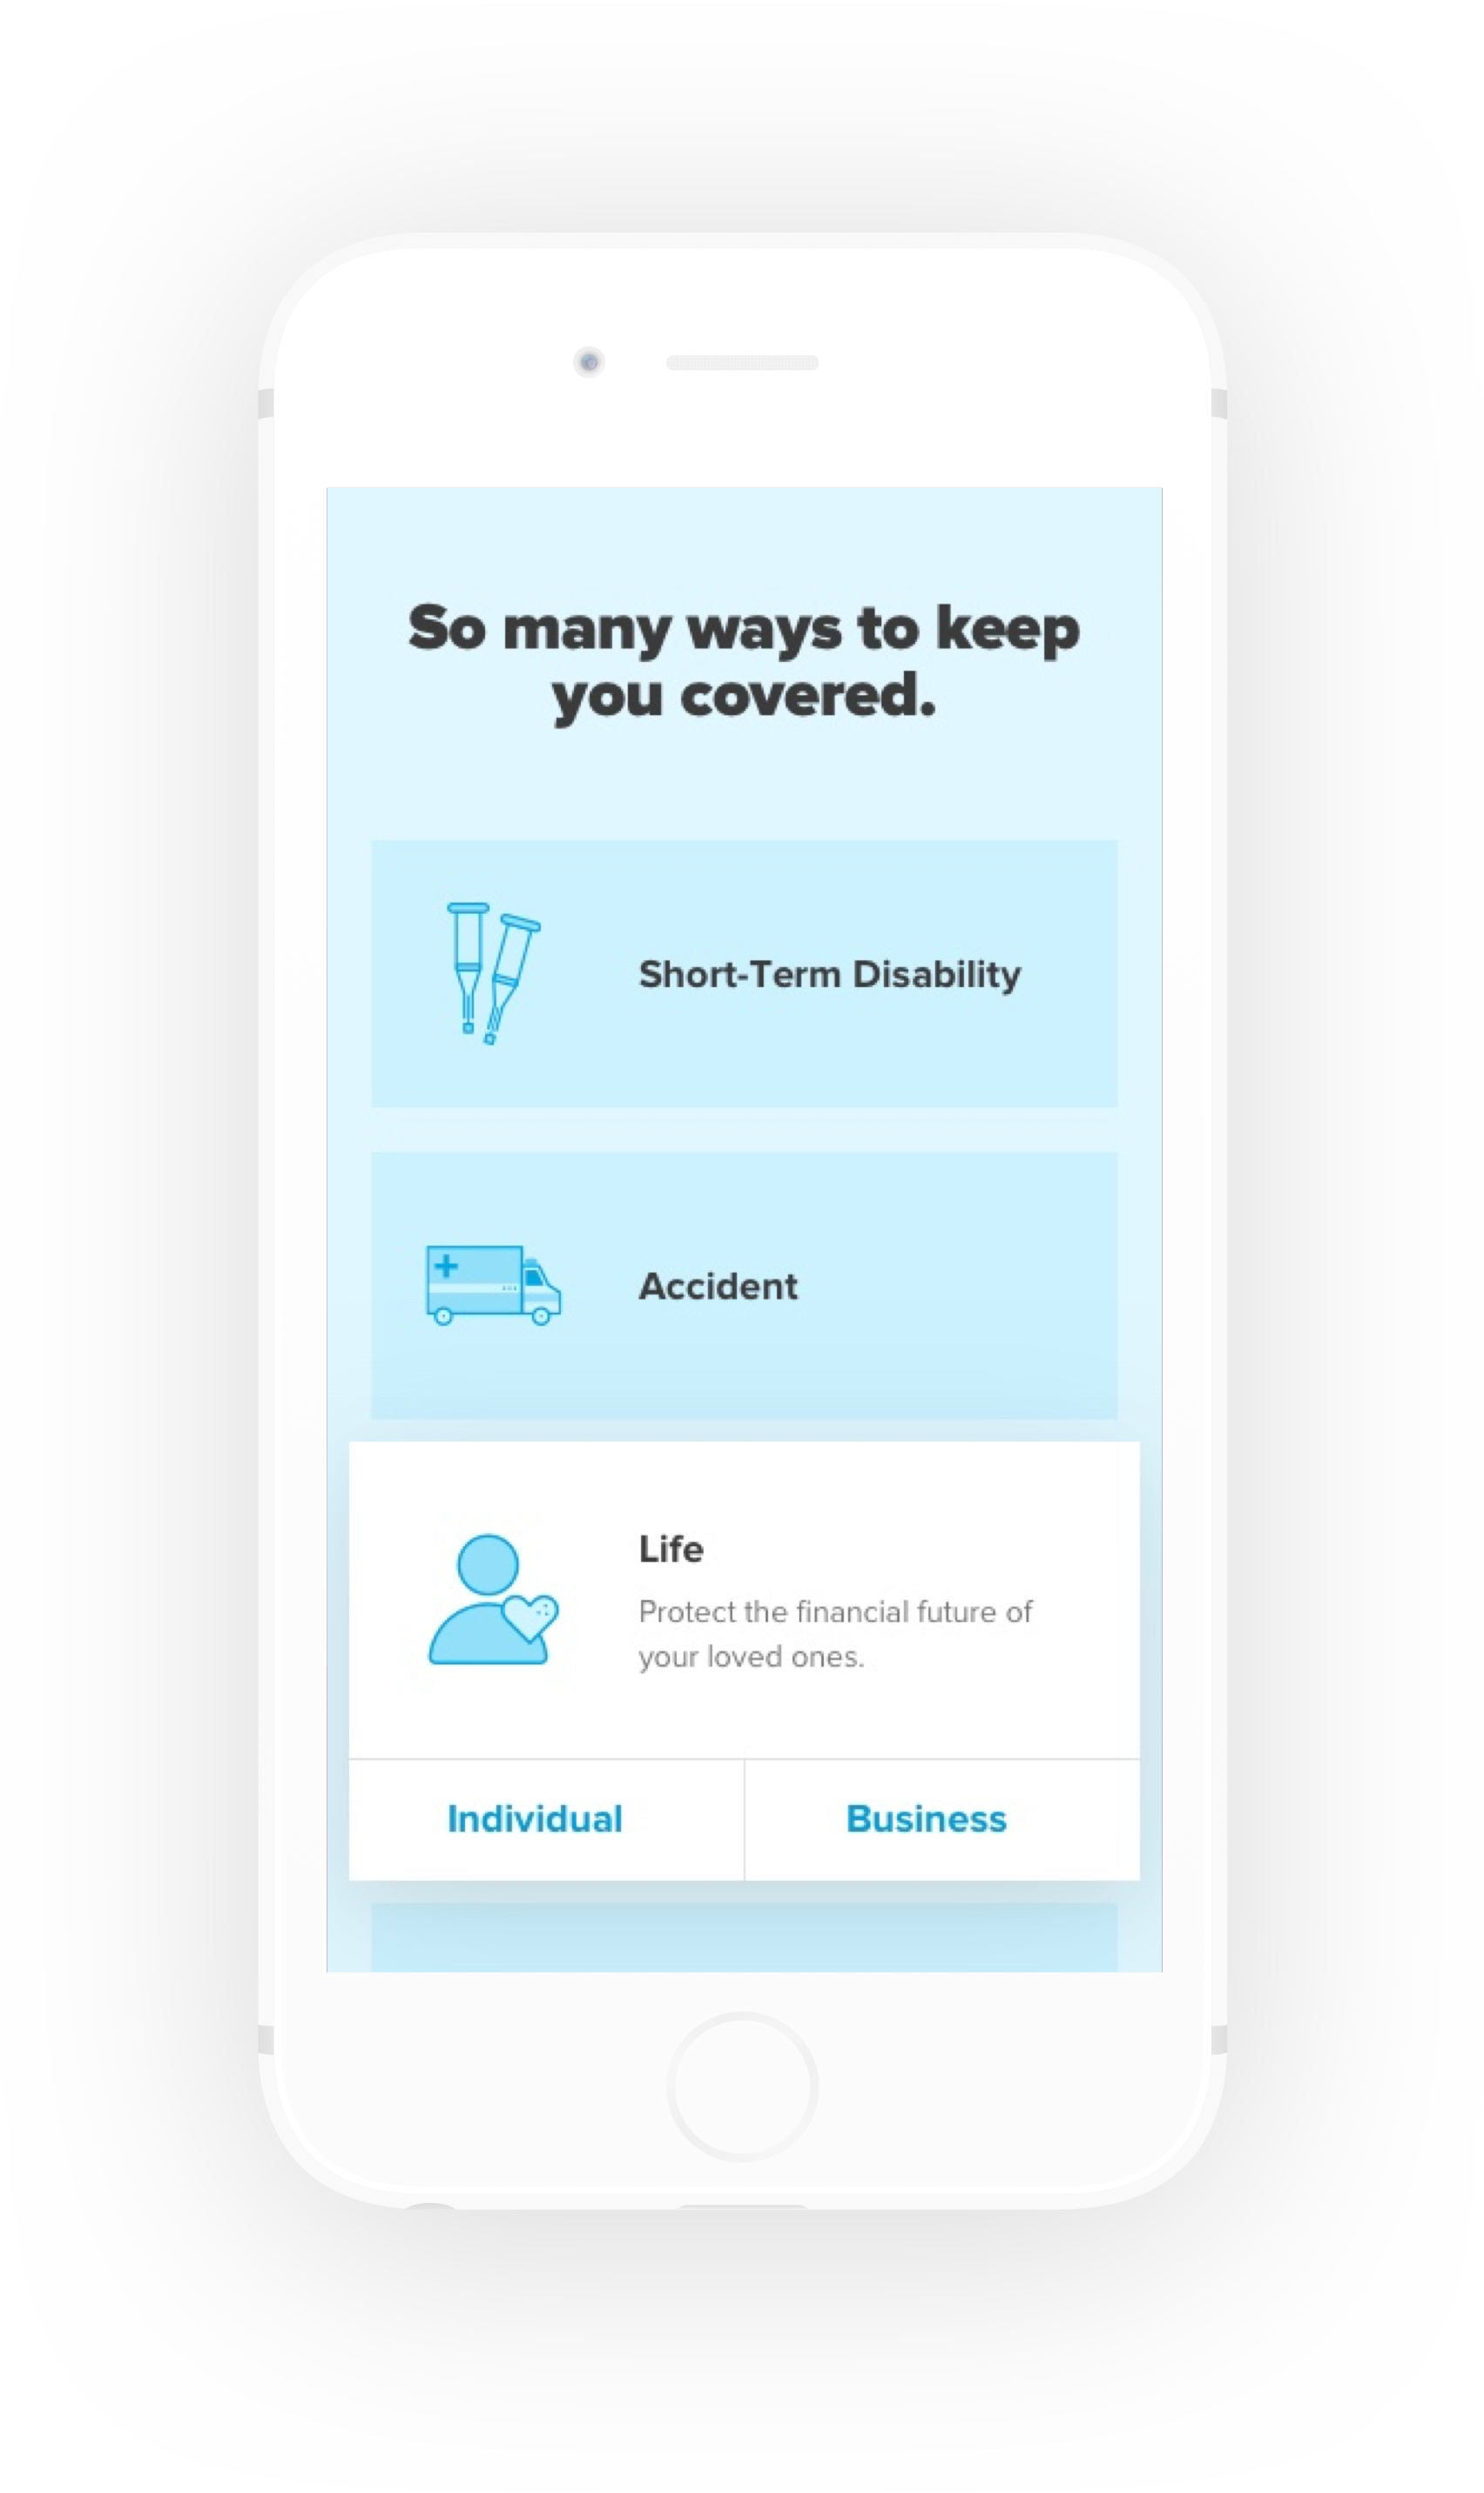 So many ways to keep
you covered.
Short-Term Disability
Accident
Life
Protect the financial future of
your loved ones.
Individual
Business